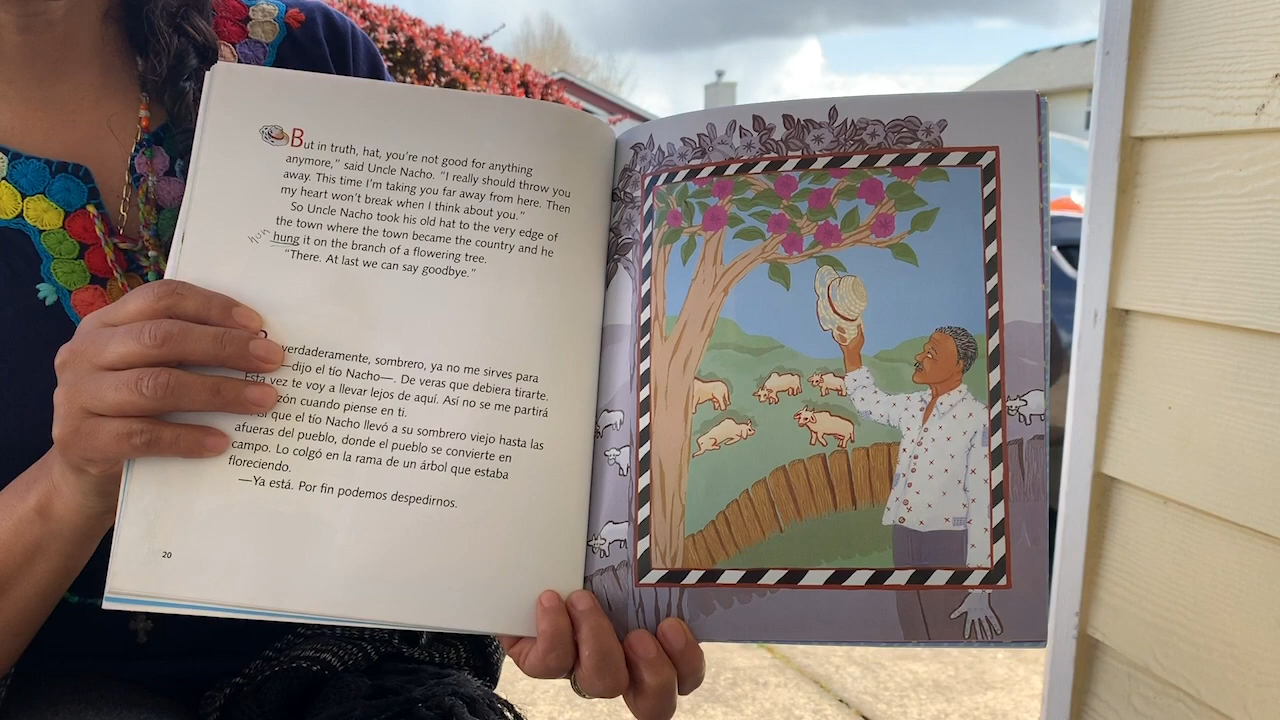 But in truth, hat, you're not good for anything
anymore," said Uncle Nacho. "I really should throw you
away. This time I'm taking you far away from here. Then
my heart won't break when I think about you."
So Uncle Nacho took his old hat to the very edge of
the town where the town became the country and he
hung it on the branch of a flowering tree.
"There. At last we can say goodbye."
verdaderamente, sombrero, ya no me sirves para
—dijo el tío Nacho—. De veras que debiera tirarte.
Esta vez te voy a llevar lejos de aquí. Así no se me partirá
zón cuando piense en ti.
que el tío Nacho llevó a su sombrero viejo hasta las
afueras del pueblo, donde el pueblo se convierte en
campo. Lo colgó en la rama de un árbol que estaba
floreciendo.
—Ya está. Por fin podemos despedirnos.
20